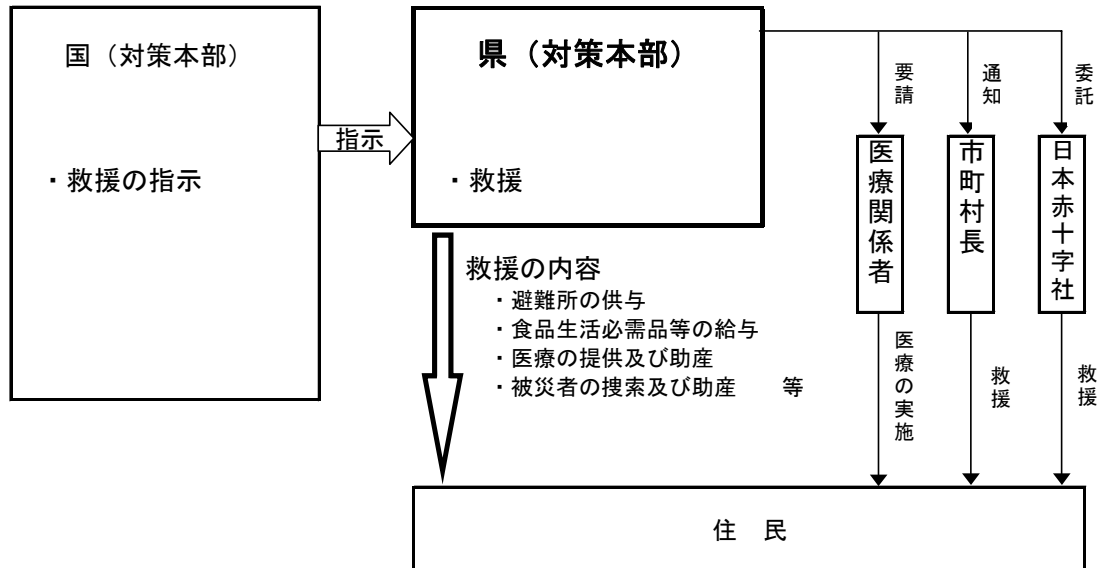 国（対策本部）
・救援の指示
指示
県（対策本部）
・救援
要請
通知
委託
医療関係者
市町村長
日本赤十字社
救援の内容
・避難所の供与
・食品生活必需品等の給与
・医療の提供及び助産
・被災者の捜索及び助産　　等
医療の実施
救援
救援
住　民